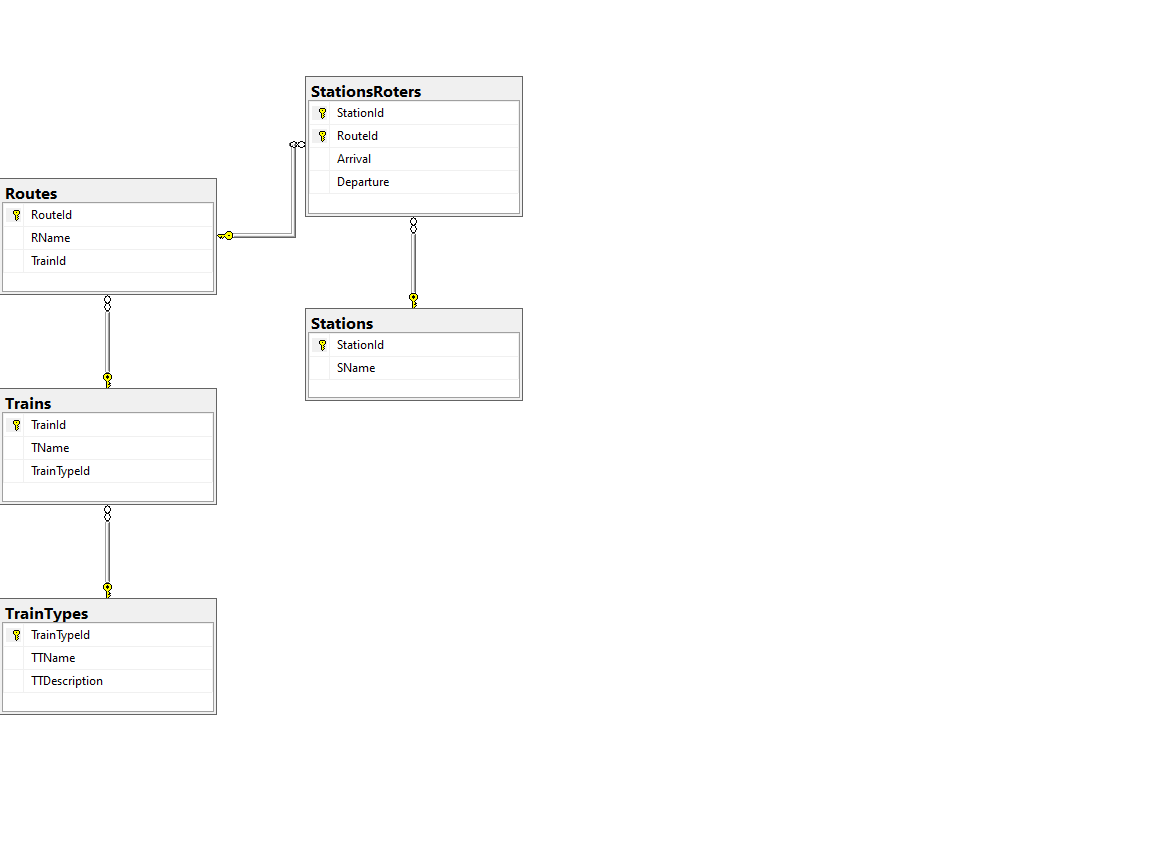 StationsRoters
StationId
RouteId
Arrival
Departure
Routes
RouteId
RName
TrainId
Stations
StationId
SName
Trains
TrainId
TName
TrainTypeId
TrainTypes
TrainTypeId
TTName
TTDescription